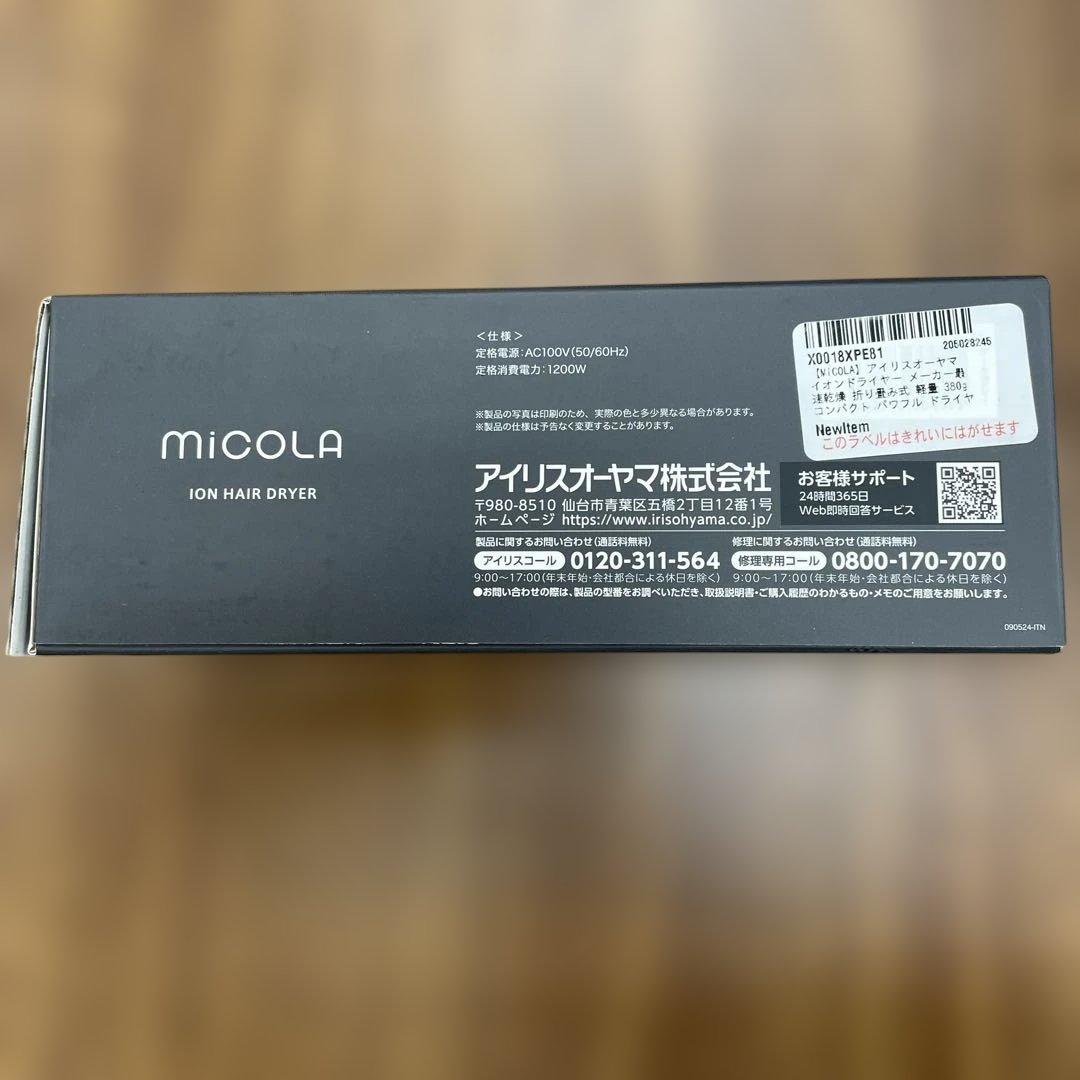 micola
ION HAIR DRYER
<仕様>
定格電源:AC100V(50/60Hz)
定格消費電力:1200W
※製品の写真は印刷のため、実際の色と多少異なる場合があります。
※製品の仕様は予告なく変更することがあります。
アイリスオーヤマ株式会社
〒980-8510 仙台市青葉区五橋2丁目12番1号
ホームページ https://www.irisohyama.co.jp/
お客様サポート
24時間365日
Web即時回答サービス
製品に関するお問い合わせ(通話料無料)
アイリスコール 0120-311-564
9:00~17:00(年末年始・会社都合による休日を除く)
修理に関するお問い合わせ(通話料無料)
修理専用コール 0800-170-7070
9:00~17:00(年末年始・会社都合による休日を除く)
●お問い合わせの際は、製品の型番をお調べいただき、取扱説明書・ご購入履歴のわかるもの・メモのご用意をお願いします。
090524-ITN
X0018XPE81
205028245
【MiCOLA】アイリスオーヤマ
イオンドライヤー メーカー最
速乾燥 折り畳み式 軽量 380g
コンパクト パワフル ドライヤ
NewItem
このラベルはきれいにはがせます